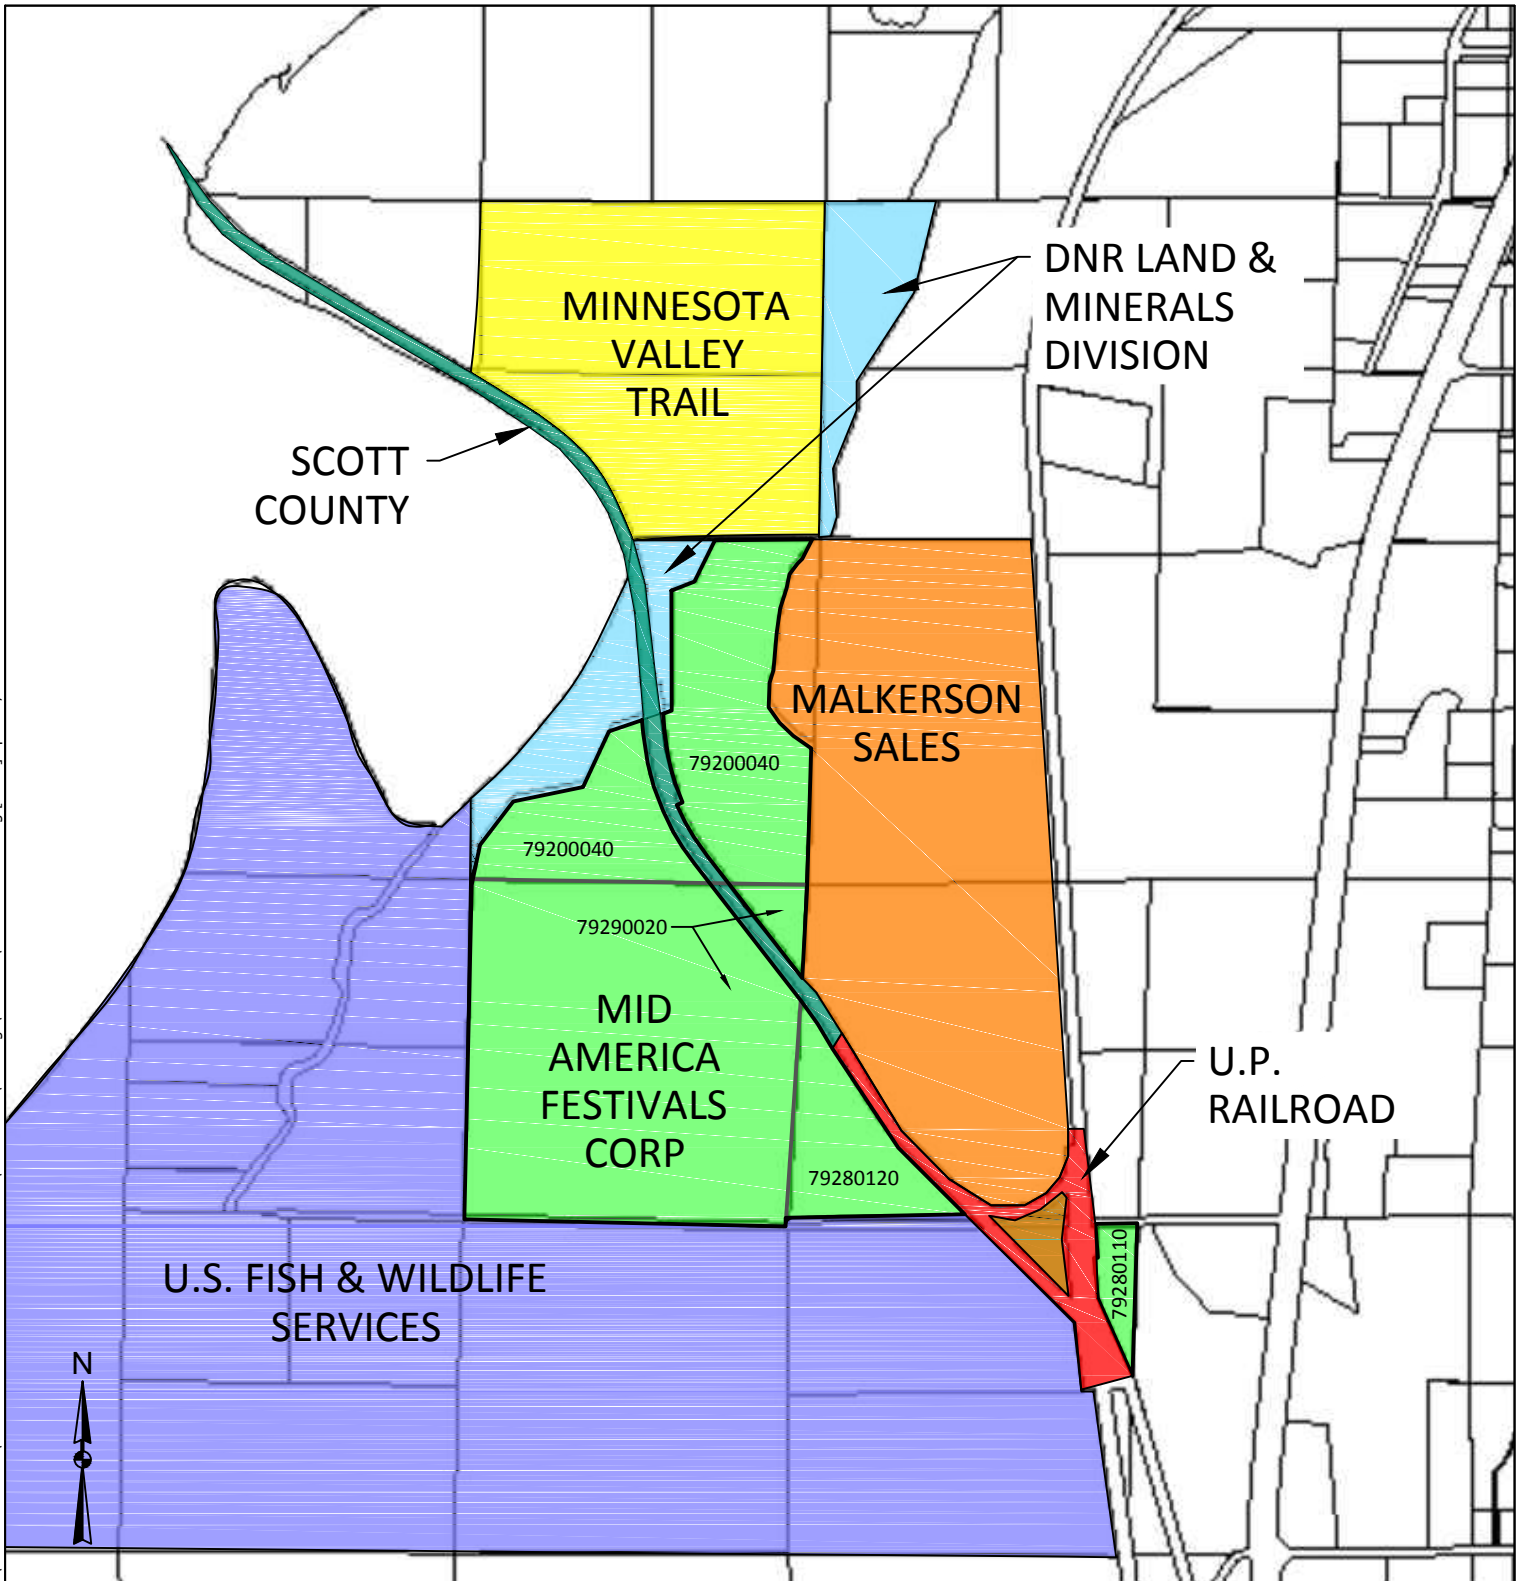 DNR LAND &
MINERALS
DIVISION
MINNESOTA
VALLEY
TRAIL
SCOTT
COUNTY
MALKERSON
SALES
79200040
79200040
79290020
MID
AMERICA
FESTIVALS
CORP
U.P.
RAILROAD
79280120
79280110
U.S. FISH & WILDLIFE
SERVICES
N